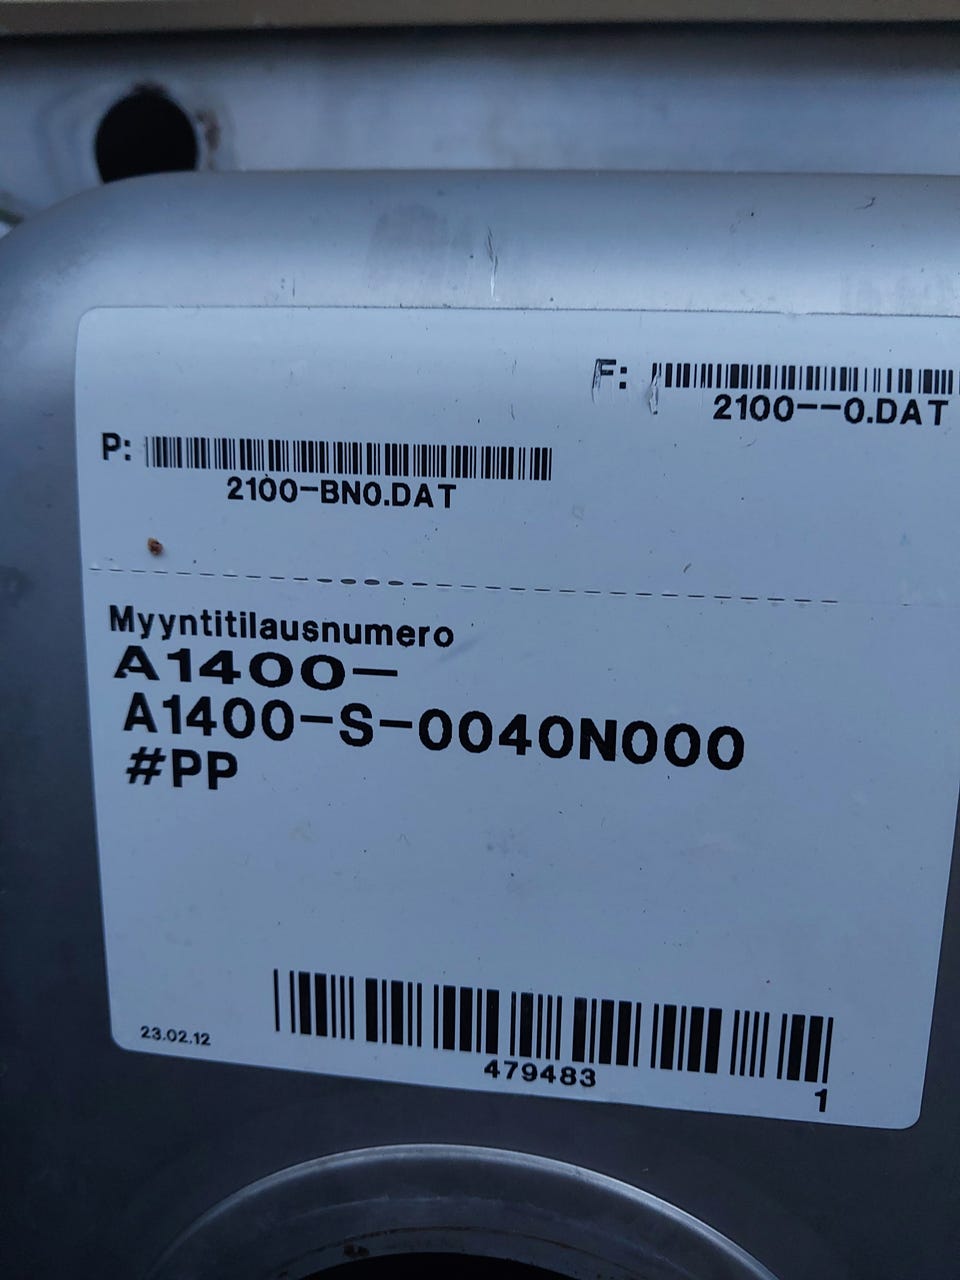 F:
2100--0.DAT
P:
2100-BN0.DAT
Myyntitilausnumero
A1400-
A1400-S-0040N000
#PP
23.02.12
479483
1